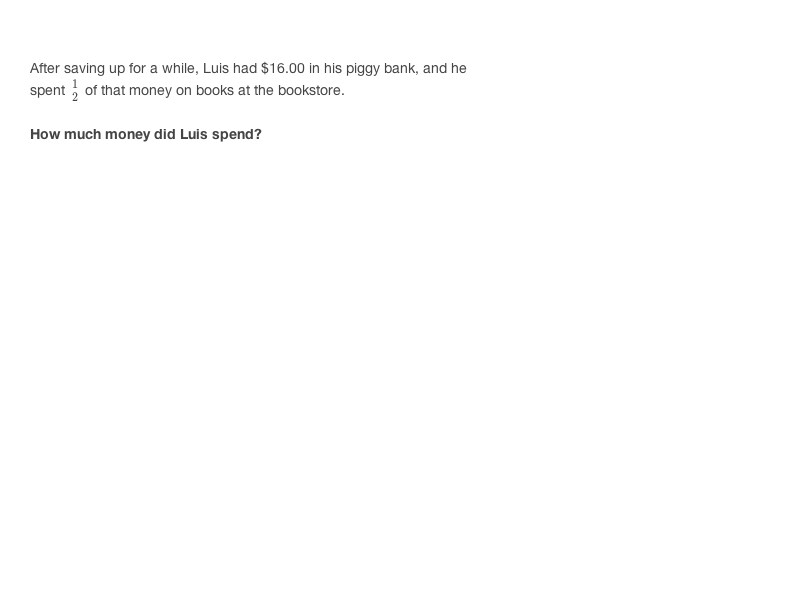 After saving up for a while, Luis had $16.00 in his piggy bank, and he
spent 1/2 of that money on books at the bookstore.
How much money did Luis spend?